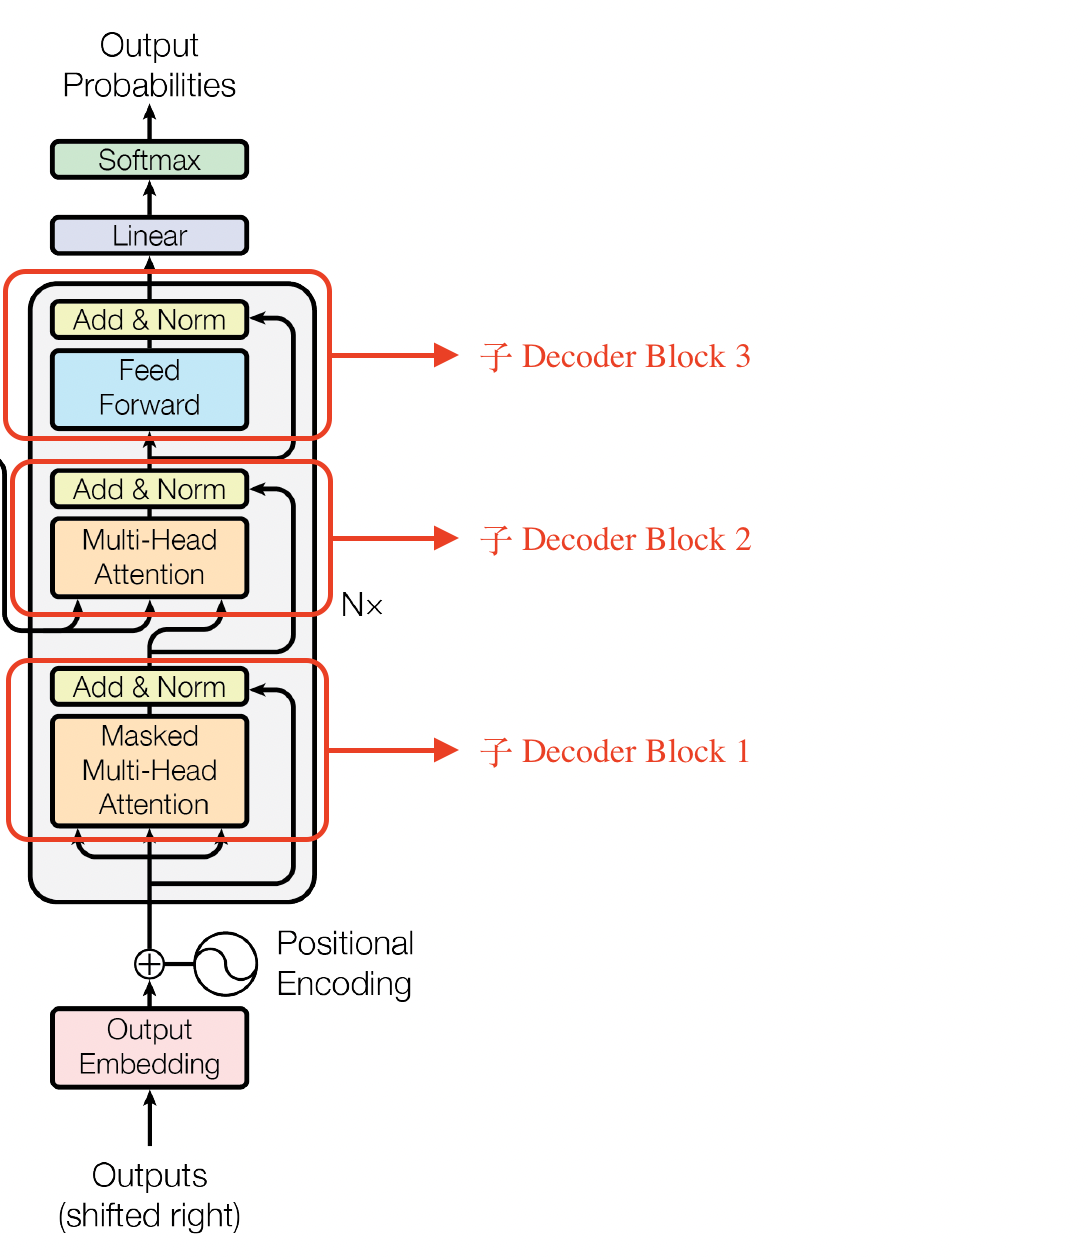 Output
Probabilities
Softmax
Linear
Add & Norm
Feed
Forward
子 Decoder Block 3
Add & Norm
Multi-Head
Attention
子 Decoder Block 2
N×
Add & Norm
Masked
Multi-Head
Attention
子 Decoder Block 1
Positional
Encoding
Output
Embedding
Outputs
(shifted right)